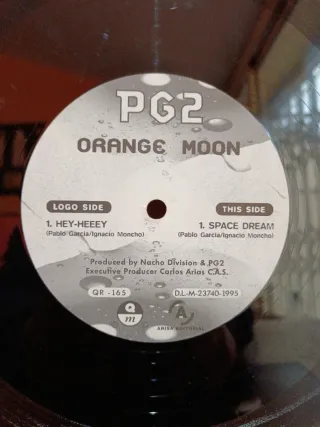 PG2
ORANGE MOON
LOGO SIDE
1. HEY-HEEEY
(Pablo Garcia/Ignacio Moncho)
THIS SIDE
1. SPACE DREAM
(Pablo Garcia/Ignacio Moncho)
Produzed by Nacho Division & PG2
Executive Producer Carlos Arias C.A.S.
QR -165
D.L-M-23740-1995
Q
m
A